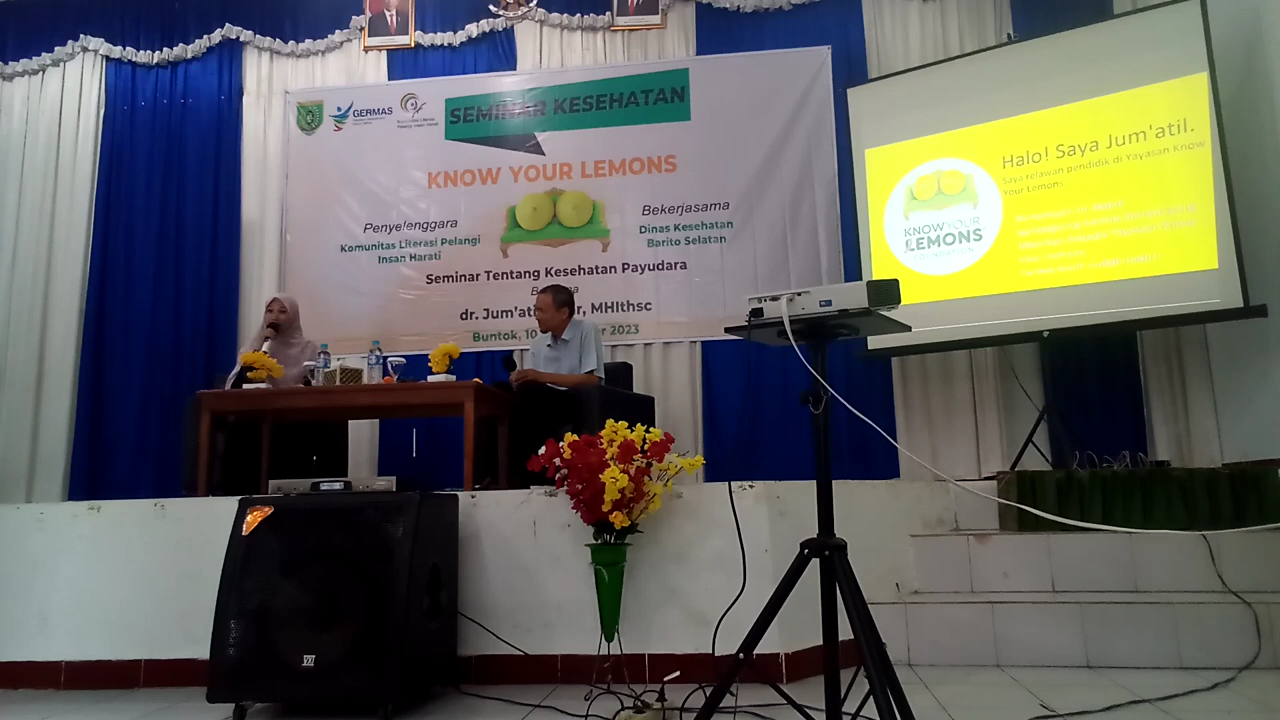 GERMAS
SEMINAR KESEHATAN
KNOW YOUR LEMONS
Penyelenggara
Komunitas Literasi Pelangi
Insan Harati
Bekerjasama
Dinas Kesehatan
Barito Selatan
Seminar Tentang Kesehatan Payudara
dr. Jum'at MHlthsc
Buntok, 10 2023
Halo! Saya Jum'atil.
Saya relawan pendidik di Yayasan Know
Your Lemons
KNOW YOUR
LEMONS
FOUNDATION